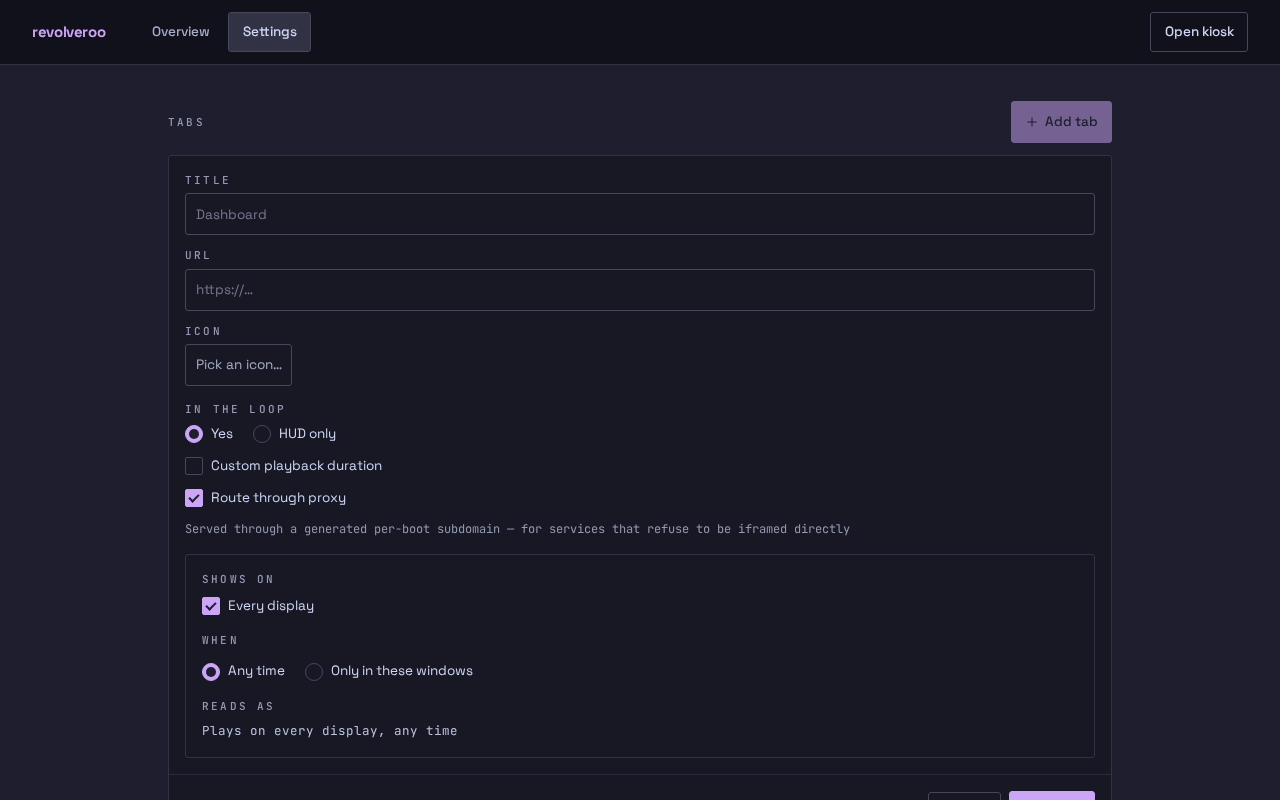 revolveroo Overview Settings Open kiosk
TABS + Add tab
TITLE
Dashboard
URL
https://…
ICON
Pick an icon…
IN THE LOOP
Yes HUD only
Custom playback duration
Route through proxy
Served through a generated per-boot subdomain — for services that refuse to be iframed directly
SHOWS ON
Every display
WHEN
Any time Only in these windows
READS AS
Plays on every display, any time